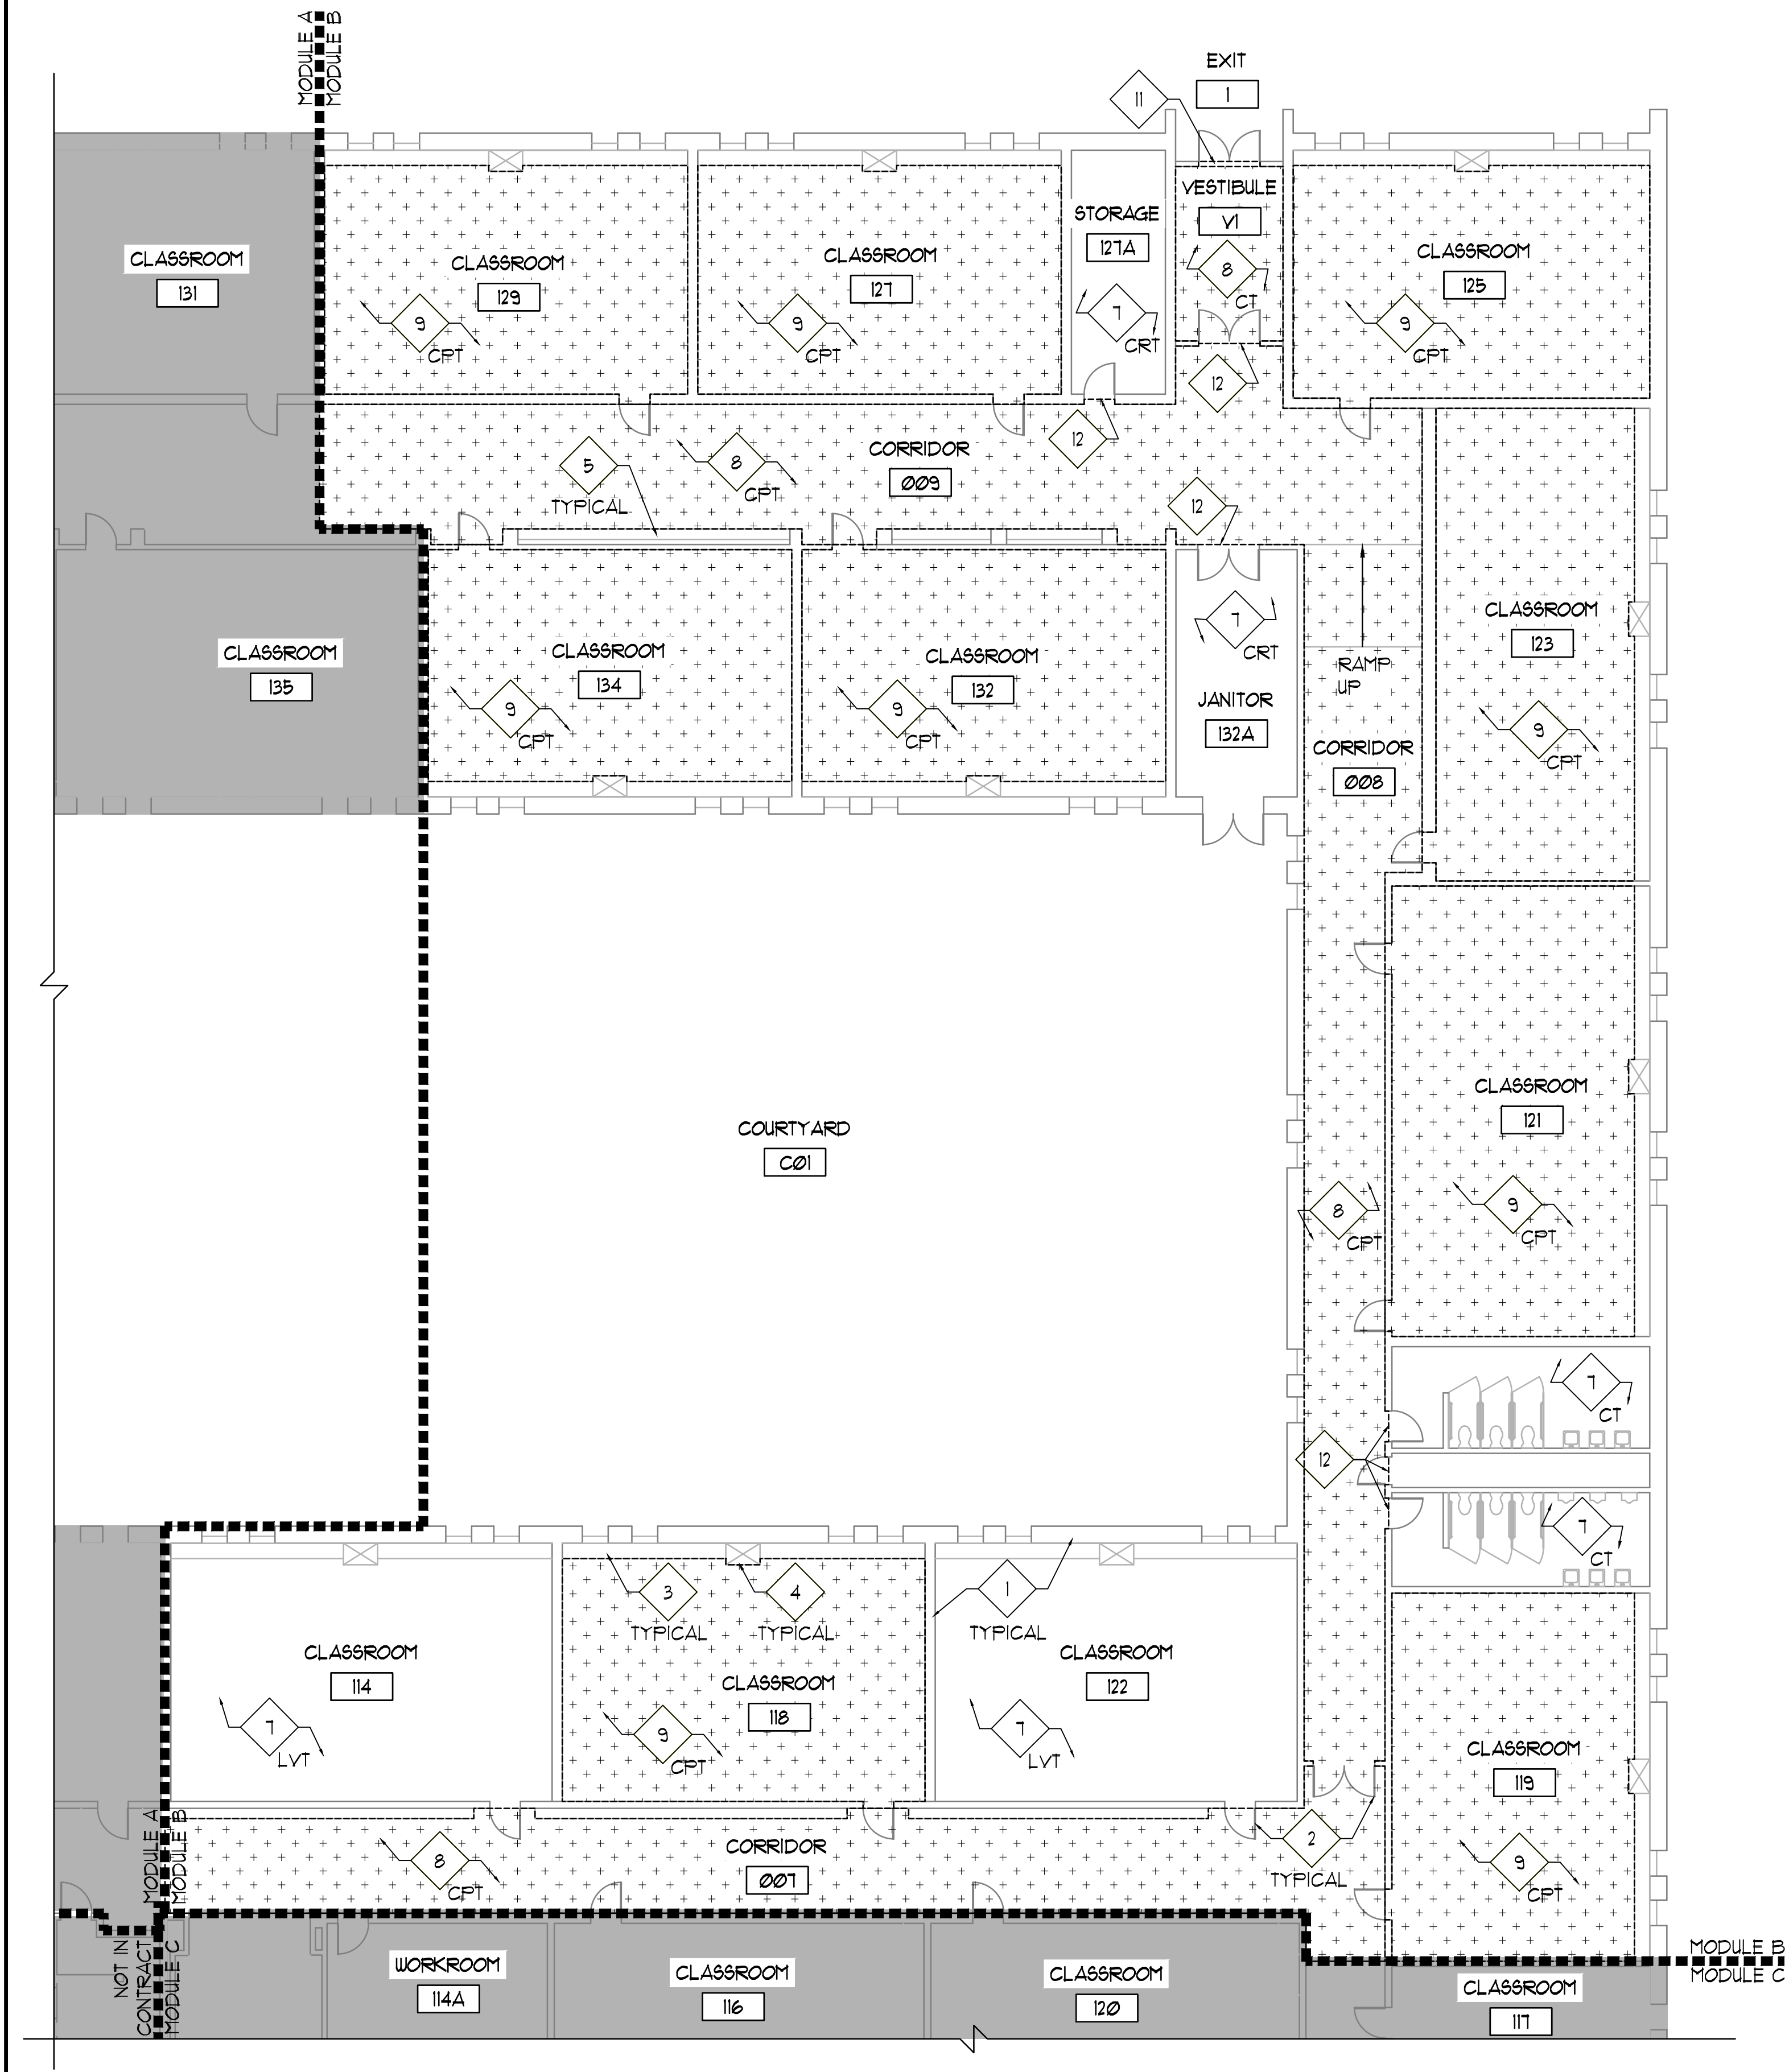 MODULE A
MODULE B
EXIT
1
11
CLASSROOM
131
CLASSROOM
129
9
CPT
CLASSROOM
127
9
CPT
STORAGE
127A
7
CRT
VESTIBULE
V1
8
CT
12
CLASSROOM
125
9
CPT
5
TYPICAL
8
CPT
CORRIDOR
009
12
12
CLASSROOM
135
CLASSROOM
134
9
CPT
CLASSROOM
132
9
CPT
7
CRT
JANITOR
132A
RAMP
UP
CORRIDOR
008
CLASSROOM
123
9
CPT
COURTYARD
C01
8
CPT
CLASSROOM
121
9
CPT
7
CT
12
7
CT
CLASSROOM
114
7
LVT
3
TYPICAL
4
TYPICAL
CLASSROOM
118
9
CPT
1
TYPICAL
CLASSROOM
122
7
LVT
CLASSROOM
119
9
CPT
MODULE A
MODULE B
8
CPT
CORRIDOR
007
2
TYPICAL
NOT IN
CONTRACT
MODULE C
WORKROOM
114A
CLASSROOM
116
CLASSROOM
120
CLASSROOM
117
MODULE B
MODULE C